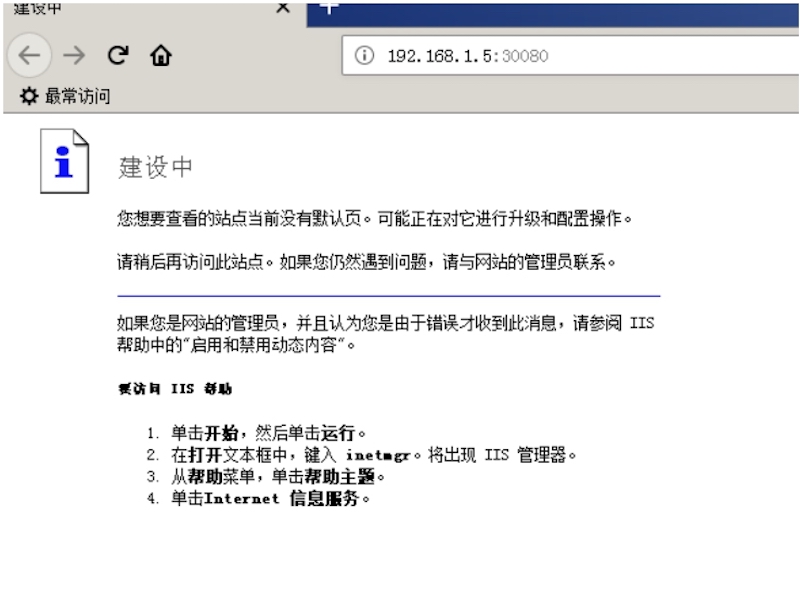 建设中
192.168.1.5:30080
最常访问
建设中
您想要查看的站点当前没有默认页。可能正在对它进行升级和配置操作。
请稍后再访问此站点。如果您仍然遇到问题，请与网站的管理员联系。
如果您是网站的管理员，并且认为您是由于错误才收到此消息，请参阅 IIS
帮助中的"启用和禁用动态内容"。
要访问 IIS 帮助
1. 单击开始，然后单击运行。
2. 在打开文本框中，键入 inetmgr。将出现 IIS 管理器。
3. 从帮助菜单，单击帮助主题。
4. 单击Internet 信息服务。